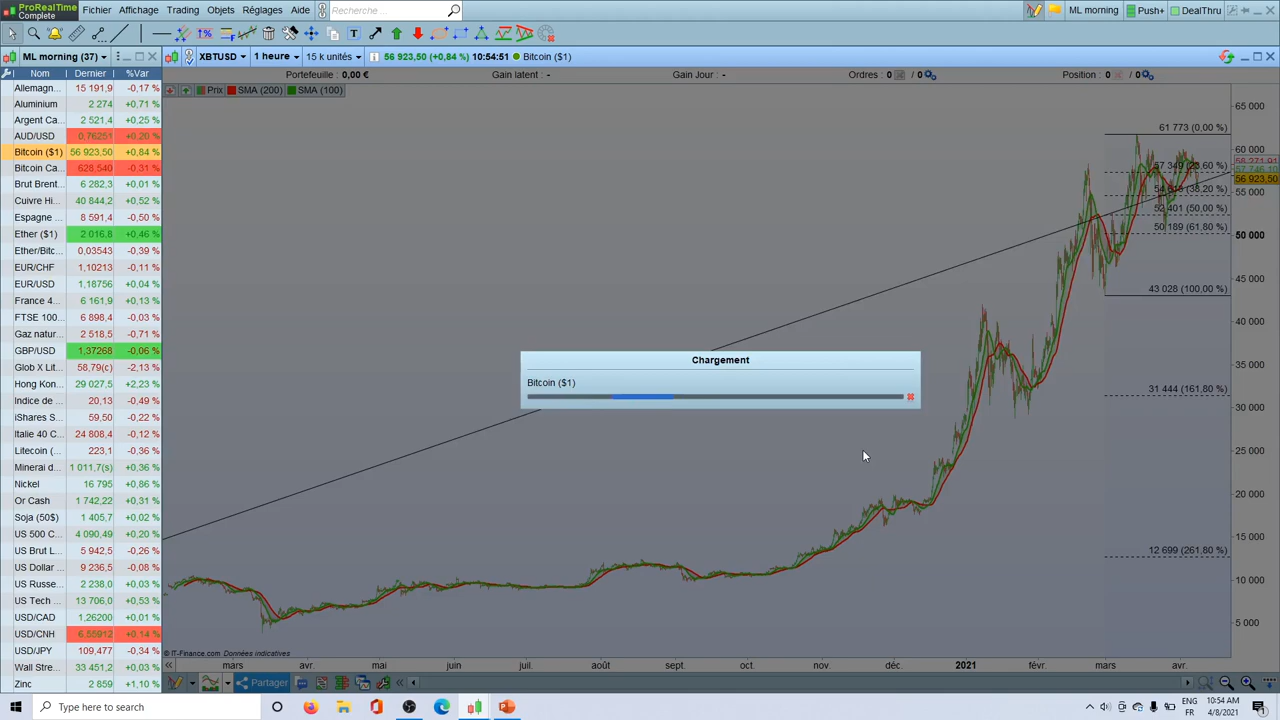 ProRealTime
Complete
Fichier Affichage Trading Objets Réglages Aide Recherche ... ML morning Push+ DealThru
ML morning (37)
XBTUSD 1 heure 15 k unités 56 923,50 (+0,84 %) 10:54:51 Bitcoin ($1)
Nom Dernier %Var
Portefeuille : 0,00 € Gain latent : - Gain Jour : - Ordres : 0 / 0 Position : 0 / 0
Prix SMA (200) SMA (100)
Allemagn... 15 191,9 -0,17 %
Aluminium 2 274 +0,71 %
Argent Ca... 2 521,4 +0,25 %
AUD/USD 0,76251 +0,20 %
Bitcoin ($1) 56 923,50 +0,84 %
Bitcoin Ca... 628,540 -0,31 %
Brut Brent... 6 282,3 +0,01 %
Cuivre Hi... 40 844,2 +0,52 %
Espagne ... 8 591,4 -0,50 %
Ether ($1) 2 016,8 +0,46 %
Ether/Bitc... 0,03543 -0,39 %
EUR/CHF 1,10213 -0,11 %
EUR/USD 1,18756 +0,04 %
France 4... 6 161,9 +0,13 %
FTSE 100... 6 898,4 -0,03 %
Gaz natur... 2 518,5 -0,71 %
GBP/USD 1,37268 -0,06 %
Glob X Lit... 58,79(c) -2,13 %
Hong Kon... 29 027,5 +2,23 %
Indice de ... 20,13 -0,49 %
iShares S... 59,50 -0,22 %
Italie 40 C... 24 808,4 -0,12 %
Litecoin (... 223,1 -0,36 %
Minerai d... 1 011,7(s) +0,36 %
Nickel 16 795 +0,86 %
Or Cash 1 742,22 +0,31 %
Soja (50$) 1 405,7 +0,02 %
US 500 C... 4 090,49 +0,20 %
US Brut L... 5 942,5 -0,26 %
US Dollar ... 9 236,5 -0,08 %
US Russe... 2 238,0 +0,03 %
US Tech ... 13 706,0 +0,53 %
USD/CAD 1,26200 +0,01 %
USD/CNH 6,55912 +0,14 %
USD/JPY 109,477 -0,34 %
Wall Stre... 33 451,2 +0,03 %
Zinc 2 859 +1,10 %
61 773 (0,00 %)
57 349 (23,60 %)
(38,20 %)
52 401 (50,00 %)
50 189 (61,80 %)
43 028 (100,00 %)
31 444 (161,80 %)
12 699 (261,80 %)
65 000
60 000
56 923,50
55 000
50 000
45 000
40 000
35 000
30 000
25 000
20 000
15 000
10 000
5 000
Chargement
Bitcoin ($1)
© IT-Finance.com Données indicatives
mars avr. mai juin juil. août sept. oct. nov. déc. 2021 févr. mars avr.
Partager
Type here to search
ENG
FR
10:54 AM
4/8/2021